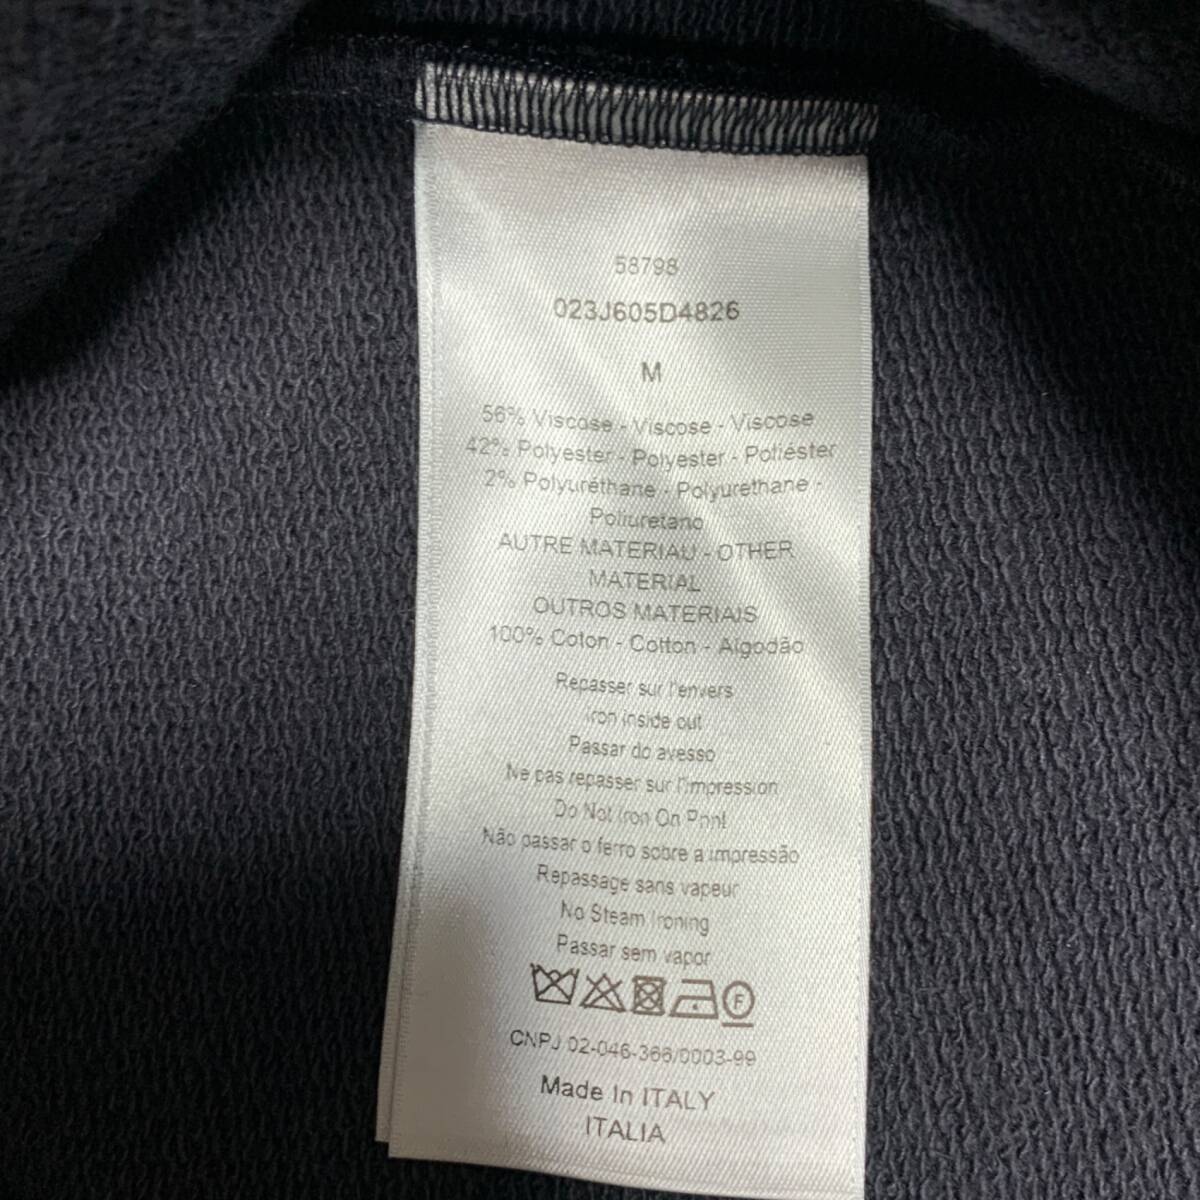 58798
023J605D4826
M
56% Viscose - Viscose - Viscose
42% Polyester - Polyester - Poliéster
2% Polyuréthane - Polyurethane -
Poliuretano
AUTRE MATERIAU - OTHER
MATERIAL
OUTROS MATERIAIS
100% Coton - Cotton - Algodão
Repasser sur l'envers
Iron inside out
Passar do avesso
Ne pas repasser sur l'impression
Do Not Iron On Print
Não passar o ferro sobre a impressão
Repassage sans vapeur
No Steam Ironing
Passar sem vapor
F
CNPJ 02-046-366/0003-99
Made In ITALY
ITALIA